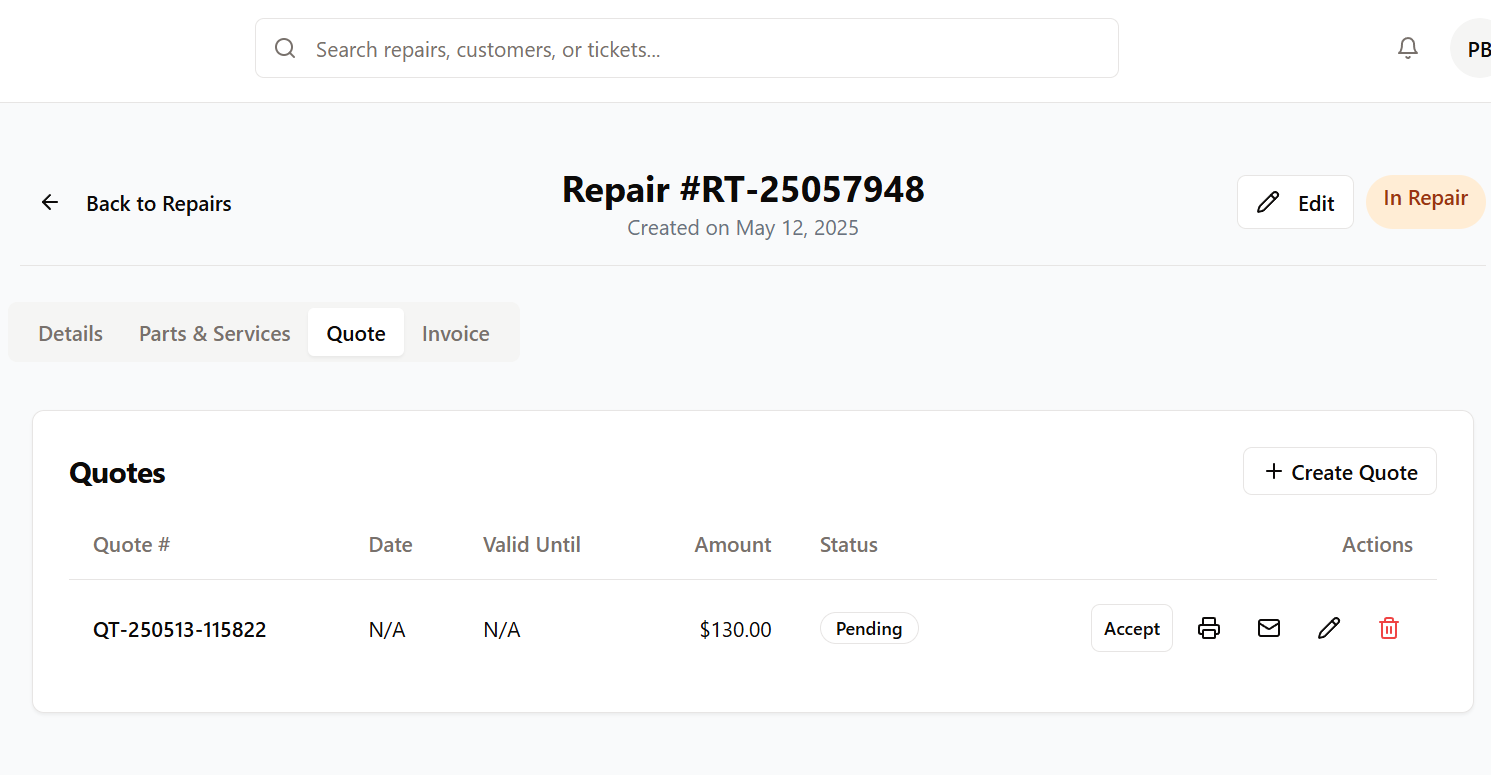 Search repairs, customers, or tickets...
PB
Back to Repairs
Repair #RT-25057948
Created on May 12, 2025
Edit
In Repair
Details Parts & Services Quote Invoice
Quotes
Create Quote
Quote # Date Valid Until Amount Status Actions
QT-250513-115822 N/A N/A $130.00 Pending Accept